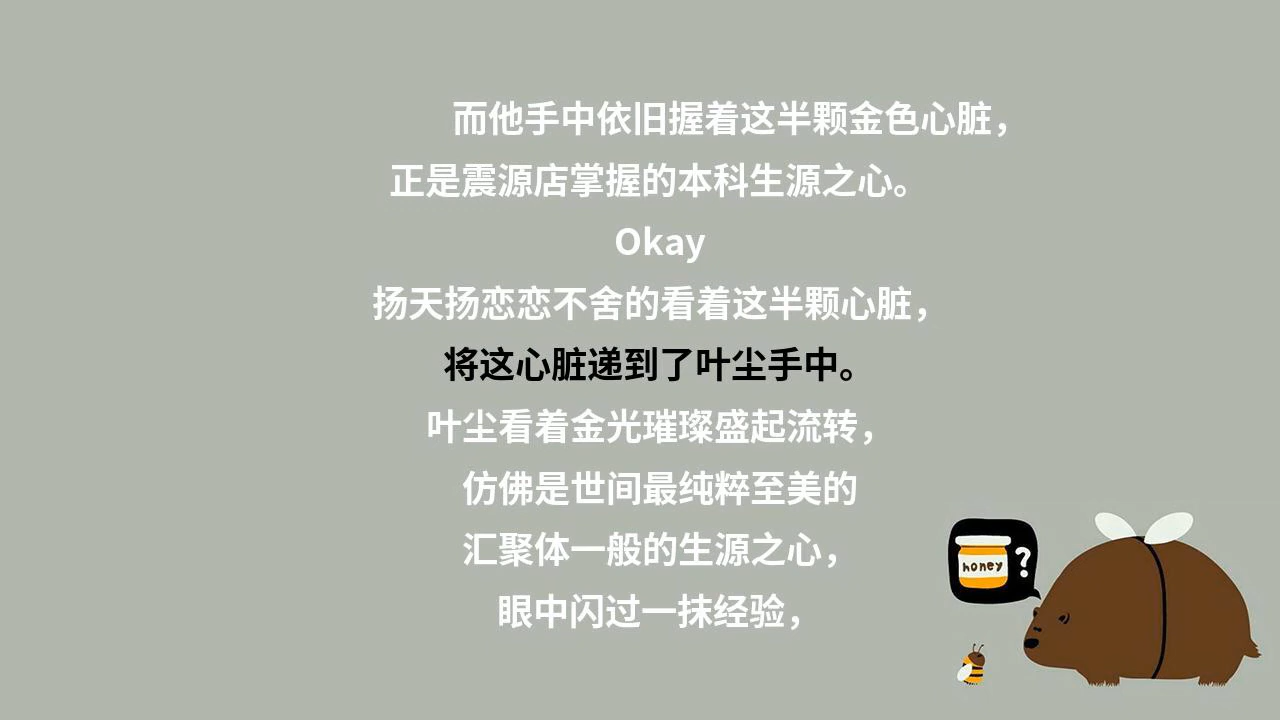 而他手中依旧握着这半颗金色心脏，
正是震源店掌握的本科生源之心。
Okay
扬天扬恋恋不舍的看着这半颗心脏，
将这心脏递到了叶尘手中。
叶尘看着金光璀璨盛起流转，
仿佛是世间最纯粹至美的
汇聚体一般的生源之心，
眼中闪过一抹经验，
honey
?